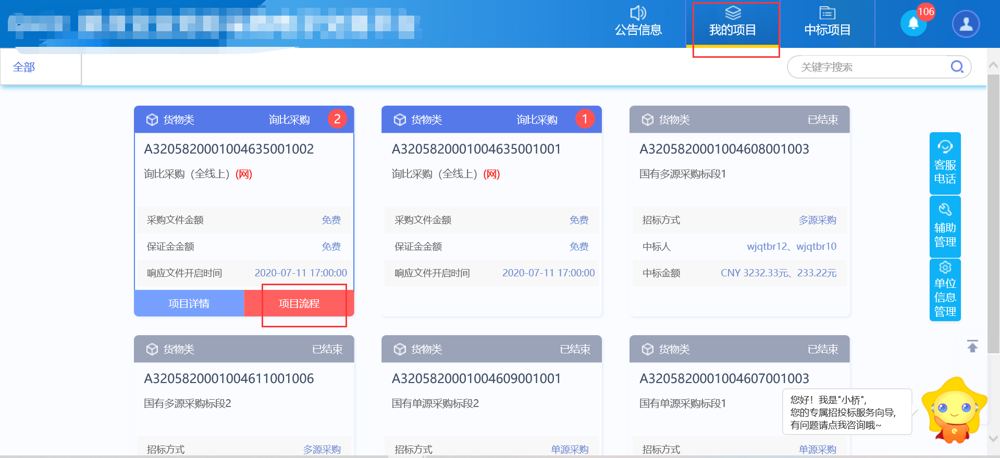 公告信息
我的项目
中标项目
106
全部
关键字搜索
货物类 询比采购 2
A3205820001004635001002
询比采购（全线上）(网)
采购文件金额 免费
保证金金额 免费
响应文件开启时间 2020-07-11 17:00:00
项目详情 项目流程
货物类 询比采购 1
A3205820001004635001001
询比采购（全线上）(网)
采购文件金额 免费
保证金金额 免费
响应文件开启时间 2020-07-11 17:00:00
货物类 已结束
A3205820001004608001003
国有多源采购标段1
招标方式 多源采购
中标人 wjqtbr12、wjqtbr10
中标金额 CNY 3232.33元、233.22元
客服
电话
辅助
管理
单位
信息
管理
货物类 已结束
A3205820001004611001006
国有多源采购标段2
招标方式 多源采购
货物类 已结束
A3205820001004609001001
国有单源采购标段2
招标方式 单源采购
货物类 已结束
A3205820001004607001003
国有单源采购标段1
招标方式 单源采购
您好！我是"小桥",
您的专属招投标服务向导,
有问题请点我咨询哦~